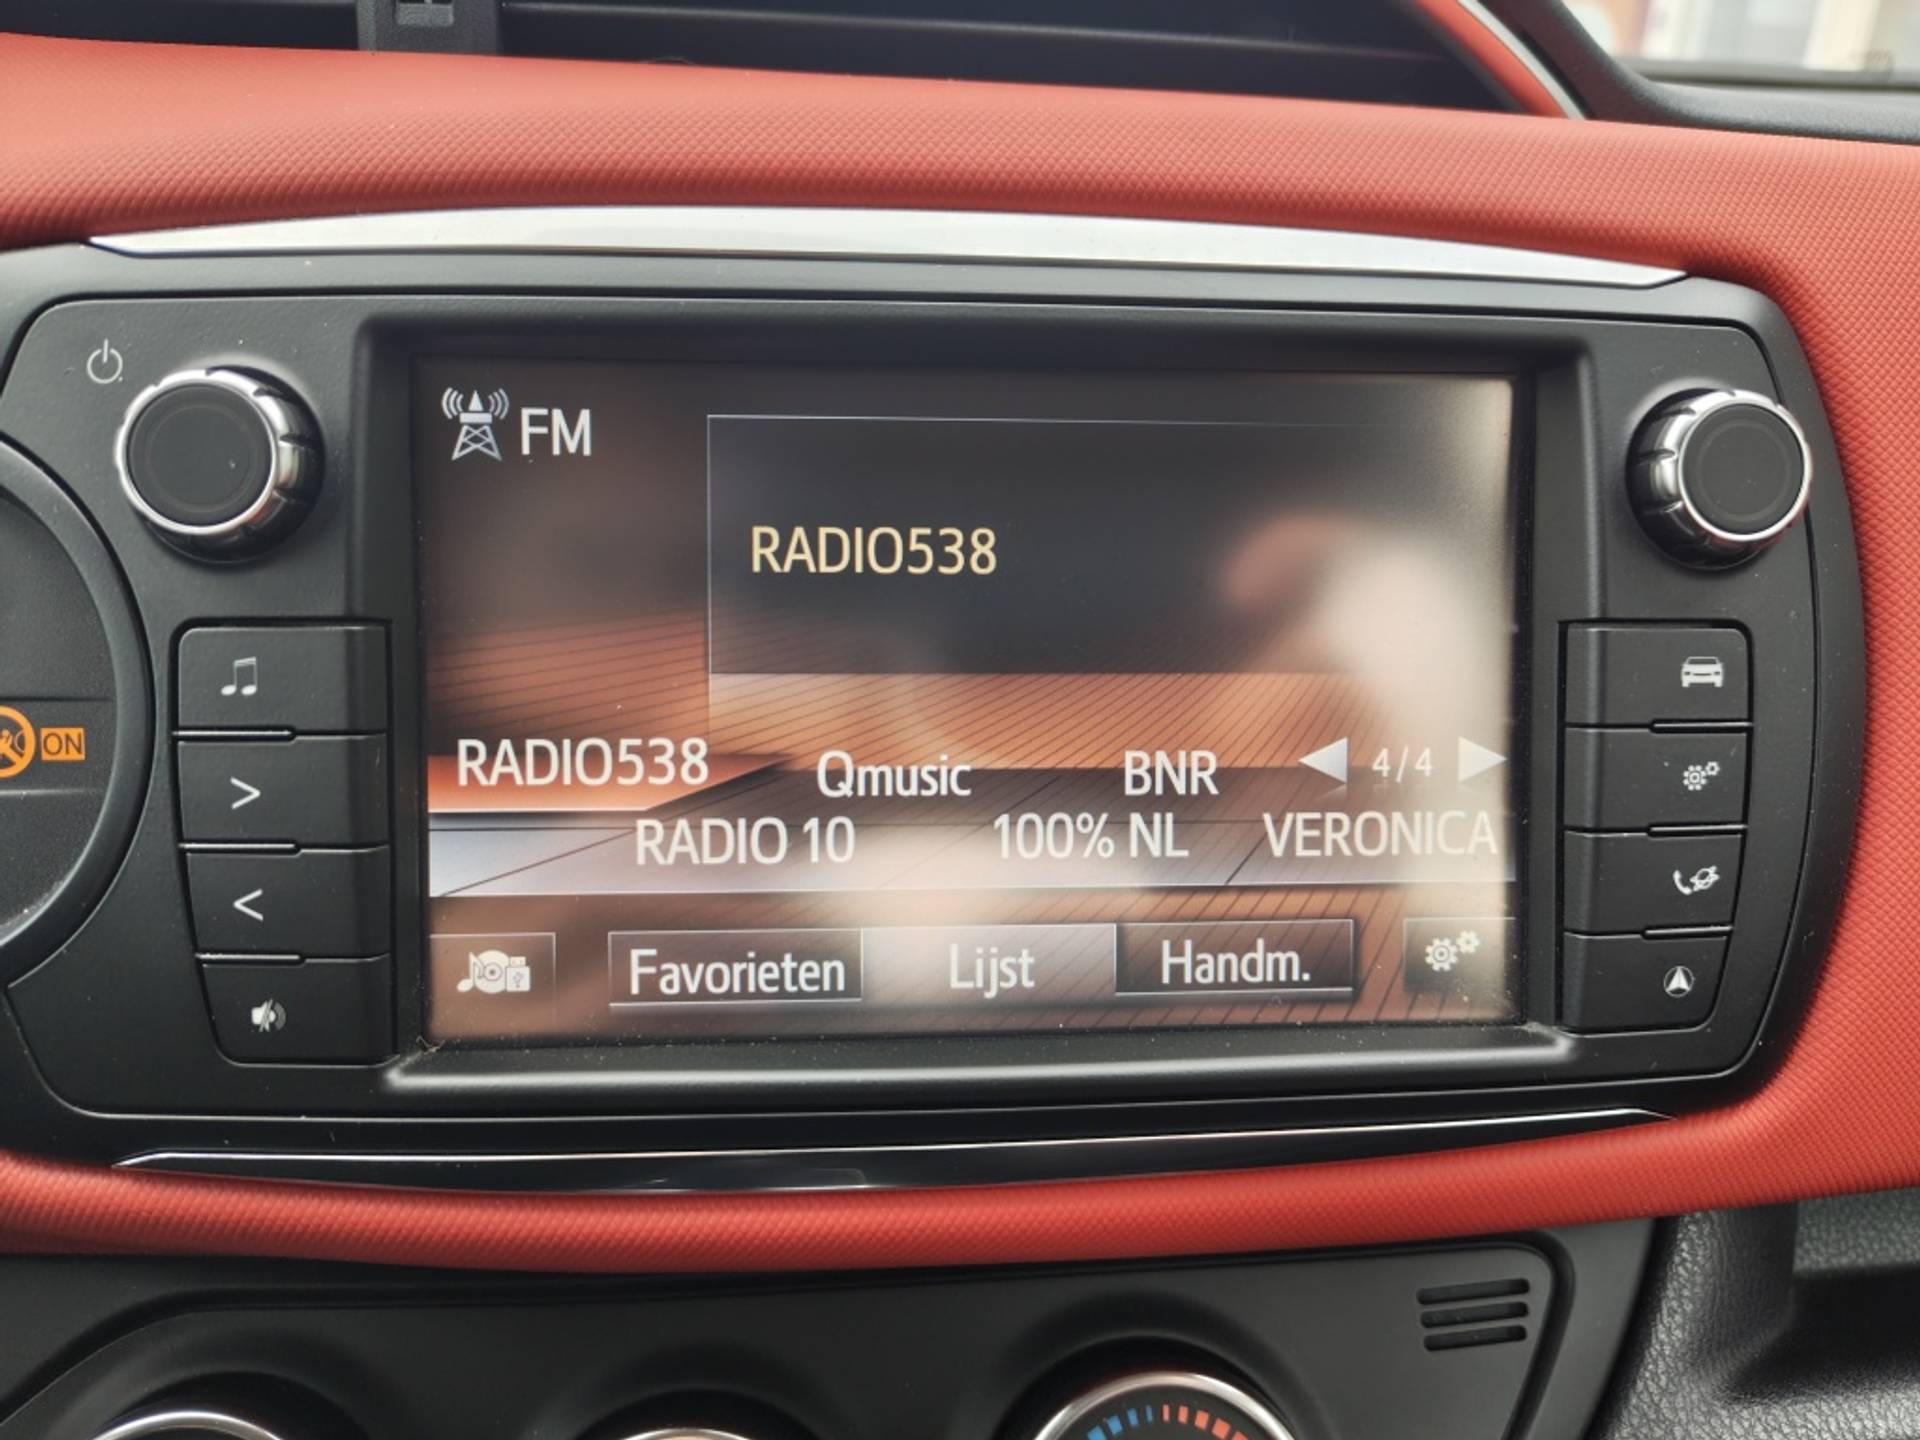 FM
RADIO538
ON
RADIO538 Qmusic BNR 4/4
RADIO 10 100% NL VERONICA
Favorieten Lijst Handm.